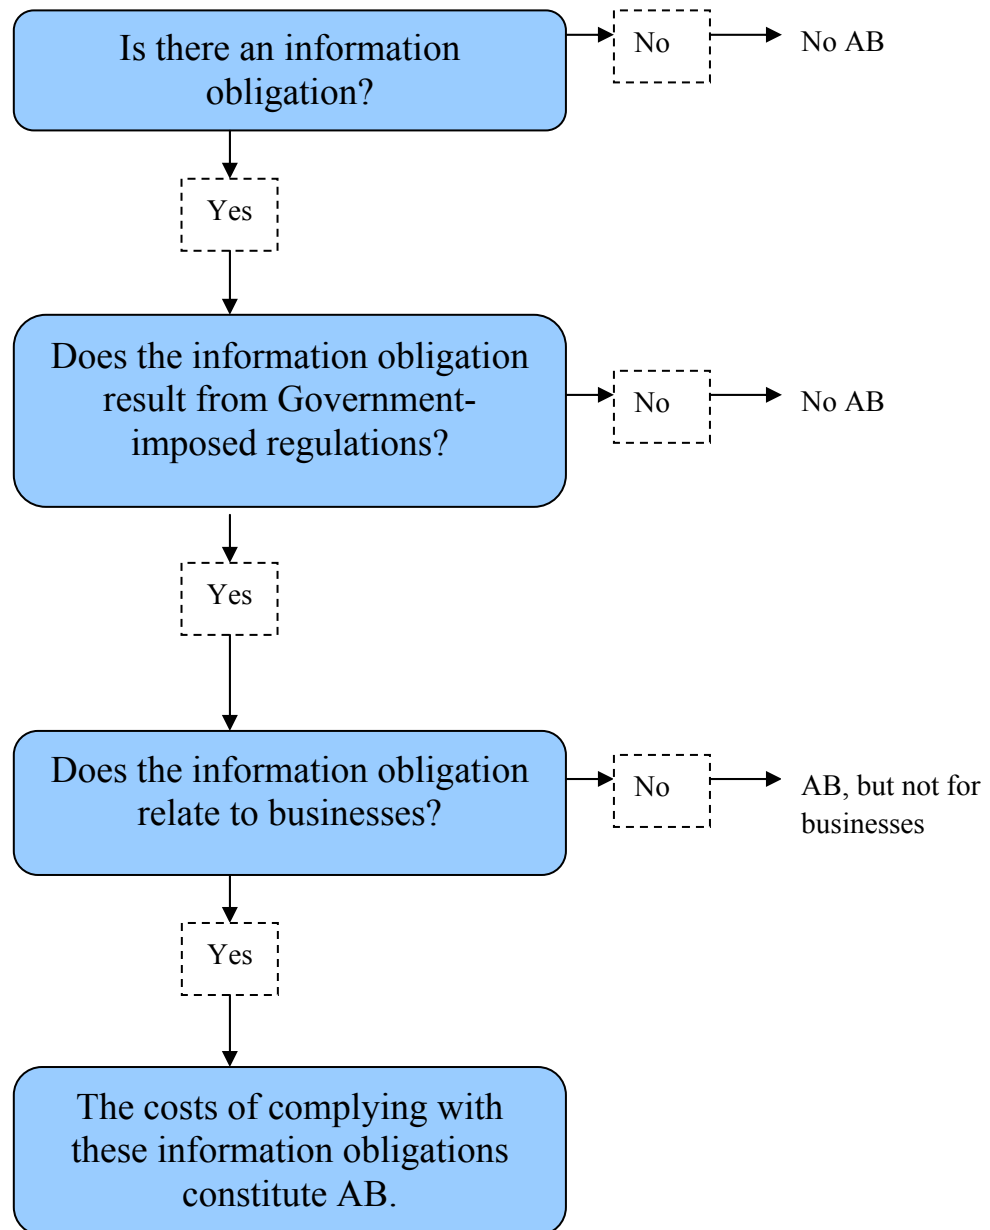 Is there an information
obligation?
No
No AB
Yes
Does the information obligation
result from Government-
imposed regulations?
No
No AB
Yes
Does the information obligation
relate to businesses?
No
AB, but not for
businesses
Yes
The costs of complying with
these information obligations
constitute AB.